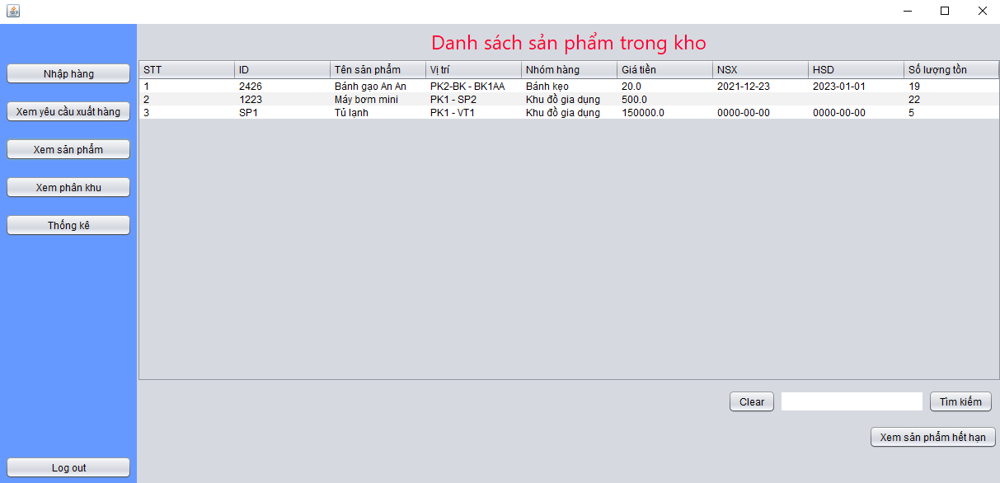 Danh sách sản phẩm trong kho
Nhập hàng
Xem yêu cầu xuất hàng
Xem sản phẩm
Xem phân khu
Thống kê
Log out
STT ID Tên sản phẩm Vị trí Nhóm hàng Giá tiền NSX HSD Số lượng tồn
1 2426 Bánh gạo An An PK2-BK - BK1AA Bánh kẹo 20.0 2021-12-23 2023-01-01 19
2 1223 Máy bơm mini PK1 - SP2 Khu đồ gia dụng 500.0 22
3 SP1 Tủ lạnh PK1 - VT1 Khu đồ gia dụng 150000.0 0000-00-00 0000-00-00 5
Clear Tìm kiếm
Xem sản phẩm hết hạn